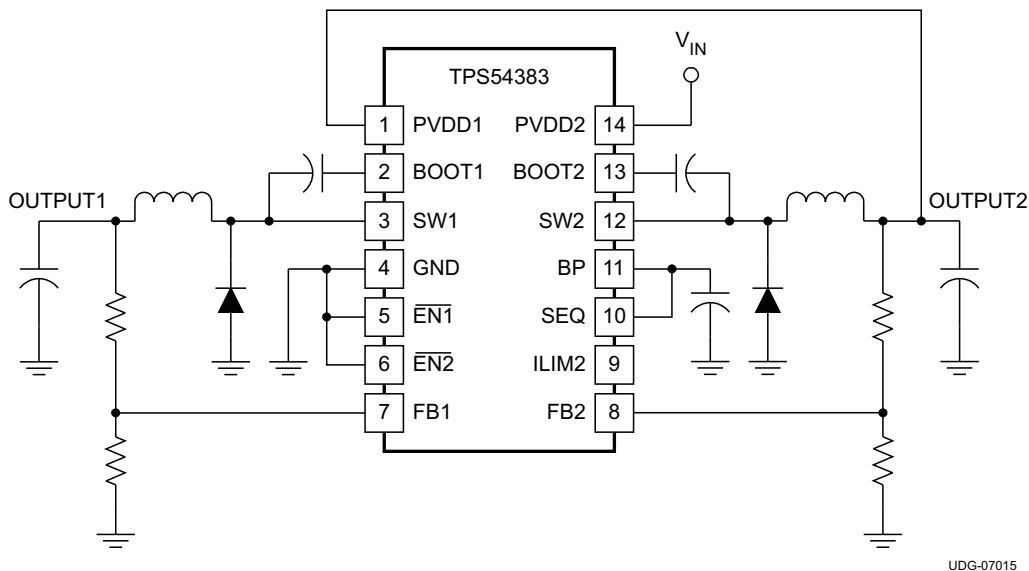 V_IN
TPS54383
1 PVDD1 PVDD2 14
2 BOOT1 BOOT2 13
OUTPUT1 OUTPUT2
3 SW1 SW2 12
4 GND BP 11
5 EN1 SEQ 10
6 EN2 ILIM2 9
7 FB1 FB2 8
UDG-07015